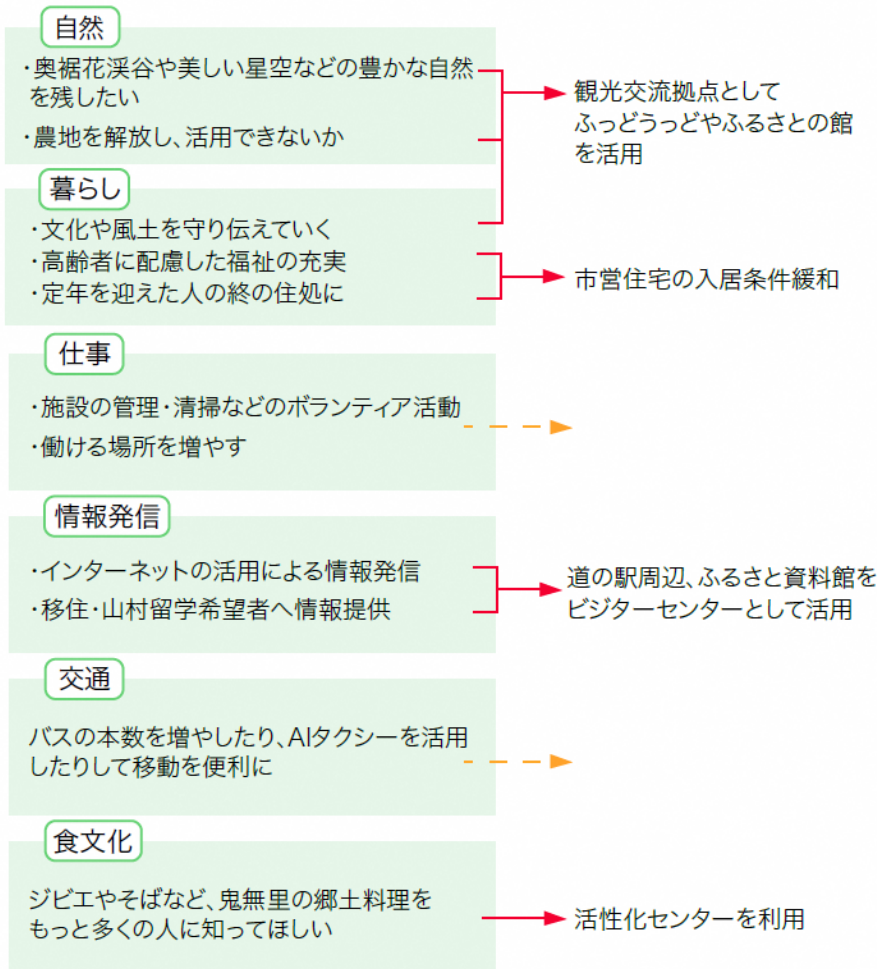 自然
・奥裾花渓谷や美しい星空などの豊かな自然
を残したい
・農地を解放し、活用できないか
観光交流拠点として
ふっどうっどやふるさとの館
を活用
暮らし
・文化や風土を守り伝えていく
・高齢者に配慮した福祉の充実
・定年を迎えた人の終の住処に
市営住宅の入居条件緩和
仕事
・施設の管理・清掃などのボランティア活動
・働ける場所を増やす
情報発信
・インターネットの活用による情報発信
・移住・山村留学希望者へ情報提供
道の駅周辺、ふるさと資料館を
ビジターセンターとして活用
交通
バスの本数を増やしたり、AIタクシーを活用
したりして移動を便利に
食文化
ジビエやそばなど、鬼無里の郷土料理を
もっと多くの人に知ってほしい
活性化センターを利用